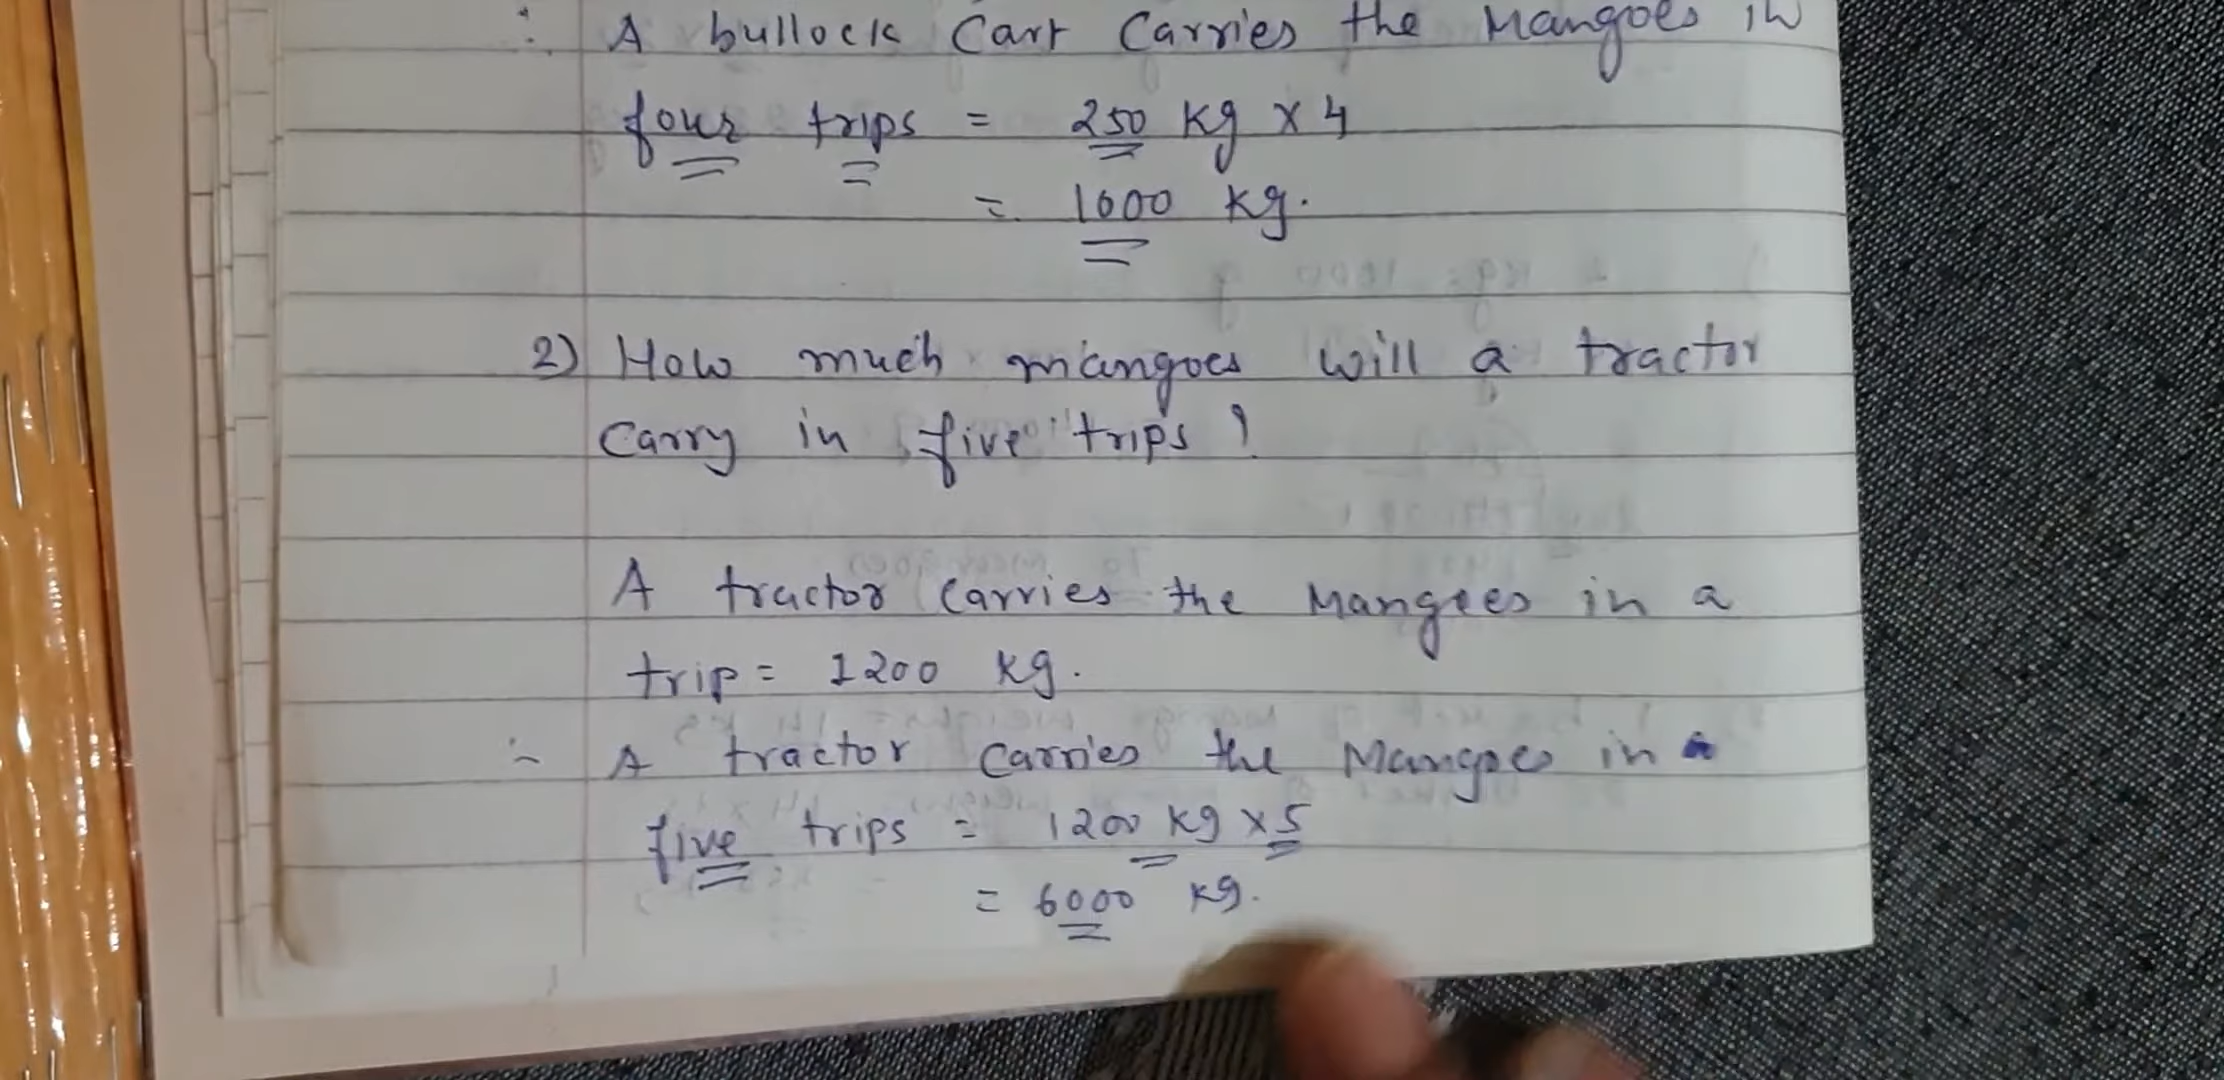 ∴ A bullock Cart Carries the Mangoes in
four trips = 250 kg x 4
= 1000 kg.
2) How much mangoes will a tractor
Carry in five trips ?
A tractor Carries the Mangoes in a
trip = 1200 kg.
∴ A tractor Carries the Mangoes in
five trips = 1200 kg x 5
= 6000 kg.